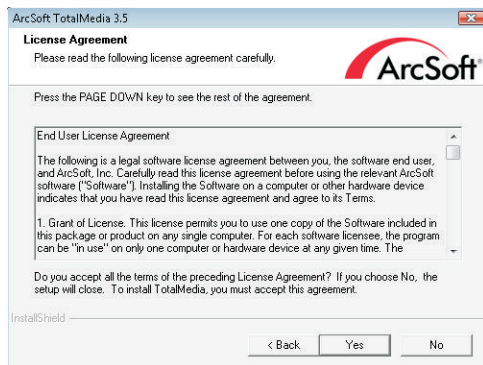 ArcSoft TotalMedia 3.5
License Agreement
Please read the following license agreement carefully.
ArcSoft
Press the PAGE DOWN key to see the rest of the agreement.
End User License Agreement
The following is a legal software license agreement between you, the software end user,
and ArcSoft, Inc. Carefully read this license agreement before using the relevant ArcSoft
software ("Software"). Installing the Software on a computer or other hardware device
indicates that you have read this license agreement and agree to its Terms.
1. Grant of License. This license permits you to use one copy of the Software included in
this package or product on any single computer. For each software licensee, the program
can be "in use" on only one computer or hardware device at any given time. The
Do you accept all the terms of the preceding License Agreement? If you choose No, the
setup will close. To install TotalMedia, you must accept this agreement.
InstallShield
< Back
Yes
No